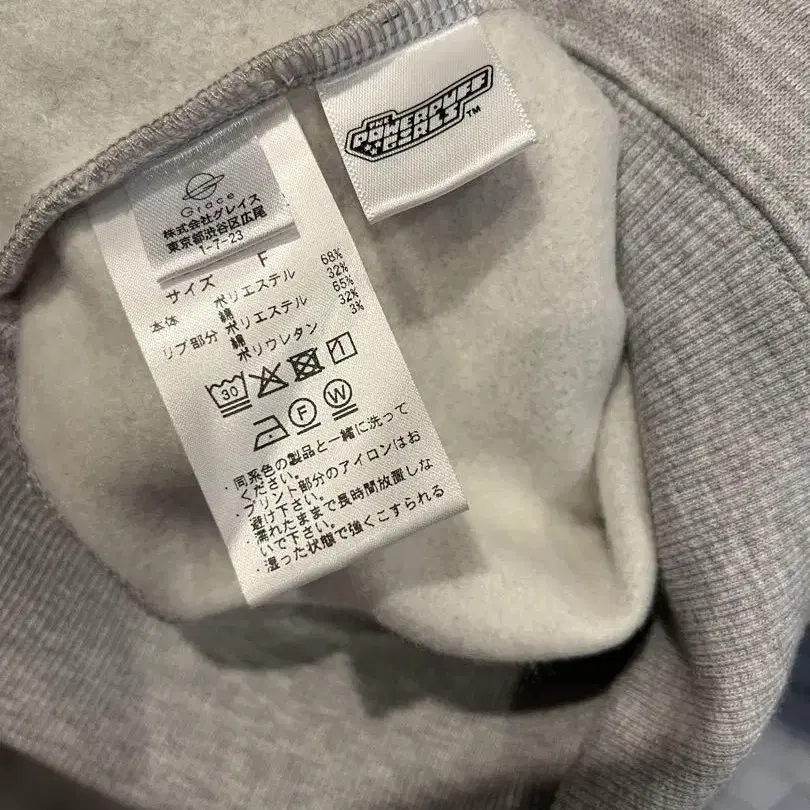 Grace
株式会社グレイス
東京都渋谷区広尾
1-7-23
THE
POWERPUFF
GIRLS™
サイズ F
本体 ポリエステル 68%
綿 32%
リブ部分 ポリエステル 65%
綿 32%
ポリウレタン 3%
30
F W
・同系色の製品と一緒に洗って
ください。
・プリント部分のアイロンはお
避け下さい。
・濡れたままで長時間放置しな
いで下さい。
・湿った状態で強くこすられる